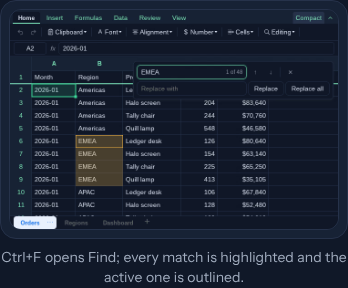 Home Insert Formulas Data Review View Compact
Clipboard Font Alignment $ Number Cells Editing
A2 fx 2026-01
A B
EMEA 1 of 48
1 Month Region
Replace with Replace Replace all
2 2026-01 Americas
3 2026-01 Americas Halo screen 204 $83,640
4 2026-01 Americas Tally chair 244 $70,760
5 2026-01 Americas Quill lamp 548 $46,580
6 2026-01 EMEA Ledger desk 126 $80,640
7 2026-01 EMEA Halo screen 154 $63,140
8 2026-01 EMEA Tally chair 225 $65,250
9 2026-01 EMEA Quill lamp 413 $35,105
10 2026-01 APAC Ledger desk 106 $67,840
11 2026-01 APAC Halo screen 128 $52,480
Orders Regions Dashboard +
Ctrl+F opens Find; every match is highlighted and the
active one is outlined.